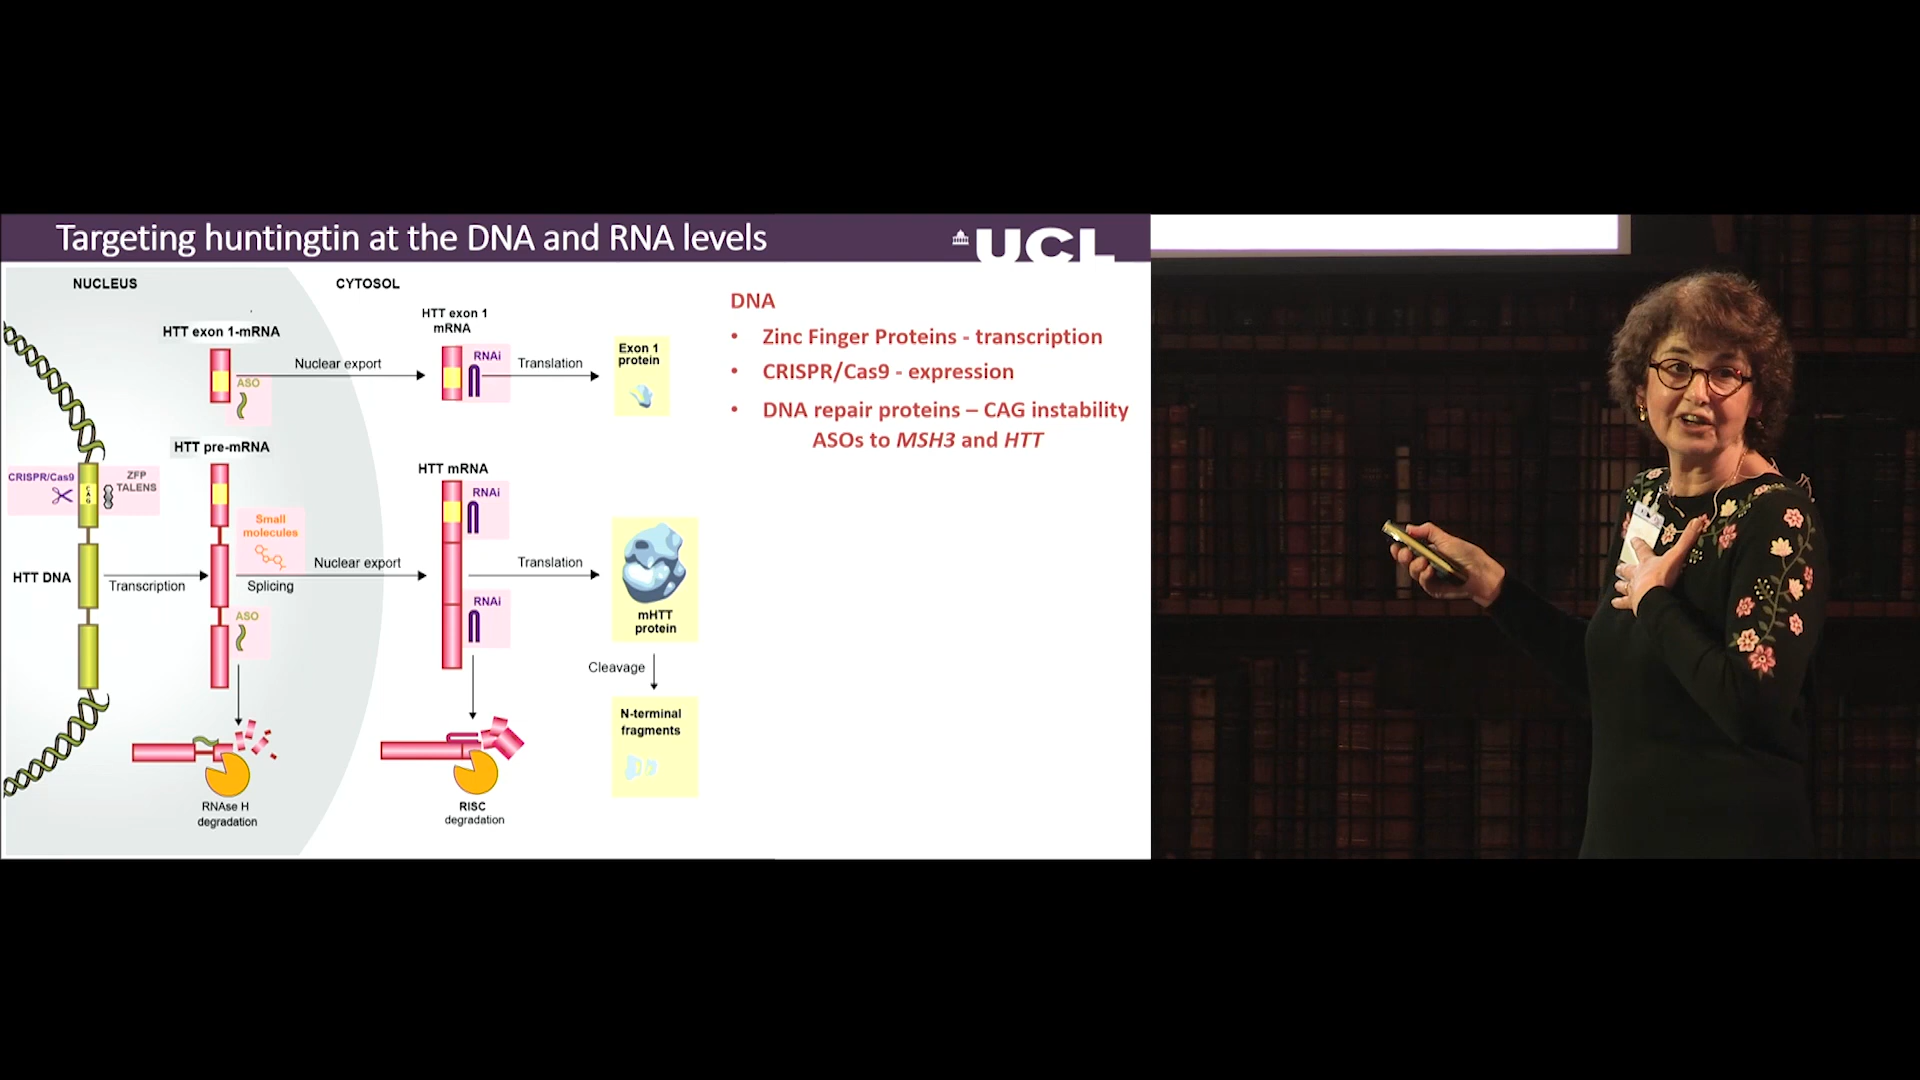 Targeting huntingtin at the DNA and RNA levels
UCL
NUCLEUS
CYTOSOL
HTT exon 1-mRNA
ASO
Nuclear export
HTT exon 1
mRNA
RNAi
Translation
Exon 1
protein
HTT pre-mRNA
CRISPR/Cas9
CAG
ZFP
TALENS
Small
molecules
HTT DNA
Transcription
Splicing
ASO
Nuclear export
HTT mRNA
RNAi
RNAi
Translation
mHTT
protein
Cleavage
N-terminal
fragments
RNAse H
degradation
RISC
degradation
DNA
• Zinc Finger Proteins - transcription
• CRISPR/Cas9 - expression
• DNA repair proteins – CAG instability
ASOs to MSH3 and HTT